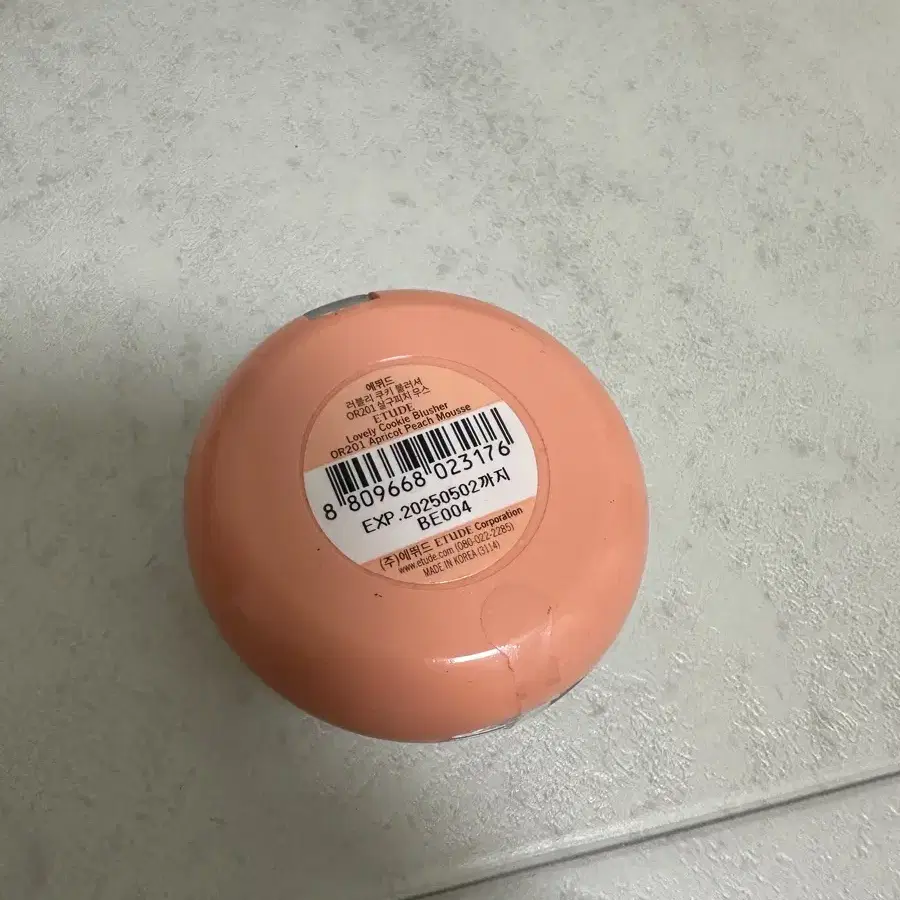 에뛰드
러블리 쿠키 블러셔
OR201 살구피치 무스
ETUDE
Lovely Cookie Blusher
OR201 Apricot Peach Mousse
8 809668 023176
EXP.20250502까지
BE004
(주)에뛰드 ETUDE Corporation
www.etude.com (080-022-2285)
MADE IN KOREA (3114)